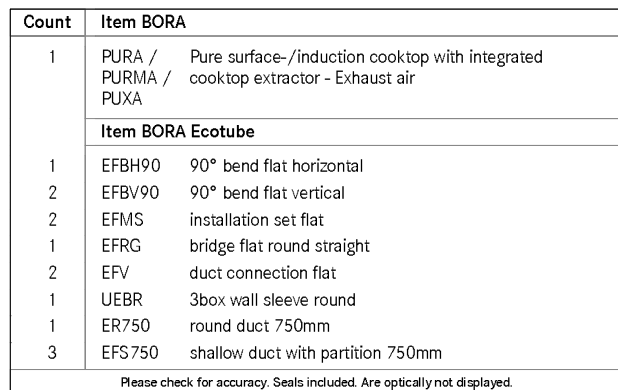 Count Item BORA
1 PURA / Pure surface-/induction cooktop with integrated
PURMA / cooktop extractor - Exhaust air
PUXA
Item BORA Ecotube
1 EFBH90 90° bend flat horizontal
2 EFBV90 90° bend flat vertical
2 EFMS installation set flat
1 EFRG bridge flat round straight
2 EFV duct connection flat
1 UEBR 3box wall sleeve round
1 ER750 round duct 750mm
3 EFS750 shallow duct with partition 750mm
Please check for accuracy. Seals included. Are optically not displayed.